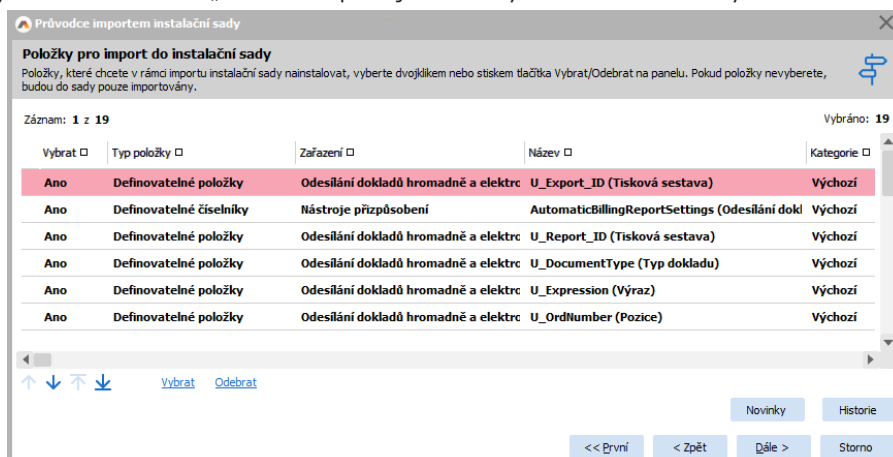 Průvodce importem instalační sady
Položky pro import do instalační sady
Položky, které chcete v rámci importu instalační sady nainstalovat, vyberte dvojklikem nebo stiskem tlačítka Vybrat/Odebrat na panelu. Pokud položky nevyberete,
budou do sady pouze importovány.
Záznam: 1 z 19 Vybráno: 19
Vybrat Typ položky Zařazení Název Kategorie
Ano Definovatelné položky Odesílání dokladů hromadně a elektro U_Export_ID (Tisková sestava) Výchozí
Ano Definovatelné číselníky Nástroje přizpůsobení AutomaticBillingReportSettings (Odesílání dokl Výchozí
Ano Definovatelné položky Odesílání dokladů hromadně a elektro U_Report_ID (Tisková sestava) Výchozí
Ano Definovatelné položky Odesílání dokladů hromadně a elektro U_DocumentType (Typ dokladu) Výchozí
Ano Definovatelné položky Odesílání dokladů hromadně a elektro U_Expression (Výraz) Výchozí
Ano Definovatelné položky Odesílání dokladů hromadně a elektro U_OrdNumber (Pozice) Výchozí
Vybrat Odebrat
Novinky Historie
<< První < Zpět Dále > Storno